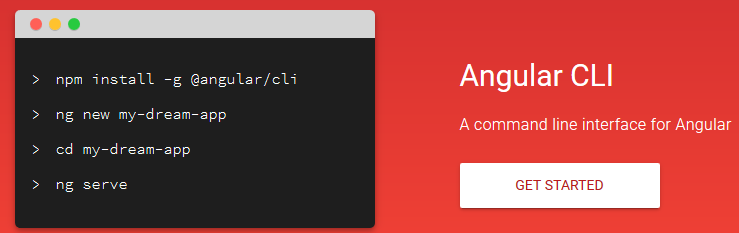 > npm install -g @angular/cli
> ng new my-dream-app
> cd my-dream-app
> ng serve
Angular CLI
A command line interface for Angular
GET STARTED